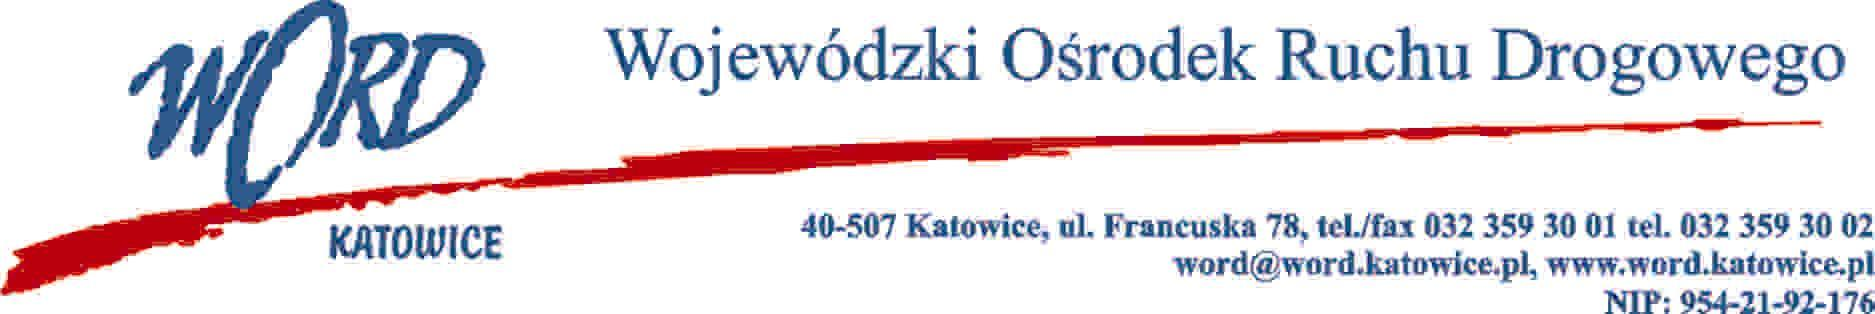 WORD
KATOWICE
Wojewódzki Ośrodek Ruchu Drogowego
40-507 Katowice, ul. Francuska 78, tel./fax 032 359 30 01 tel. 032 359 30 02
word@word.katowice.pl, www.word.katowice.pl
NIP: 954-21-92-176